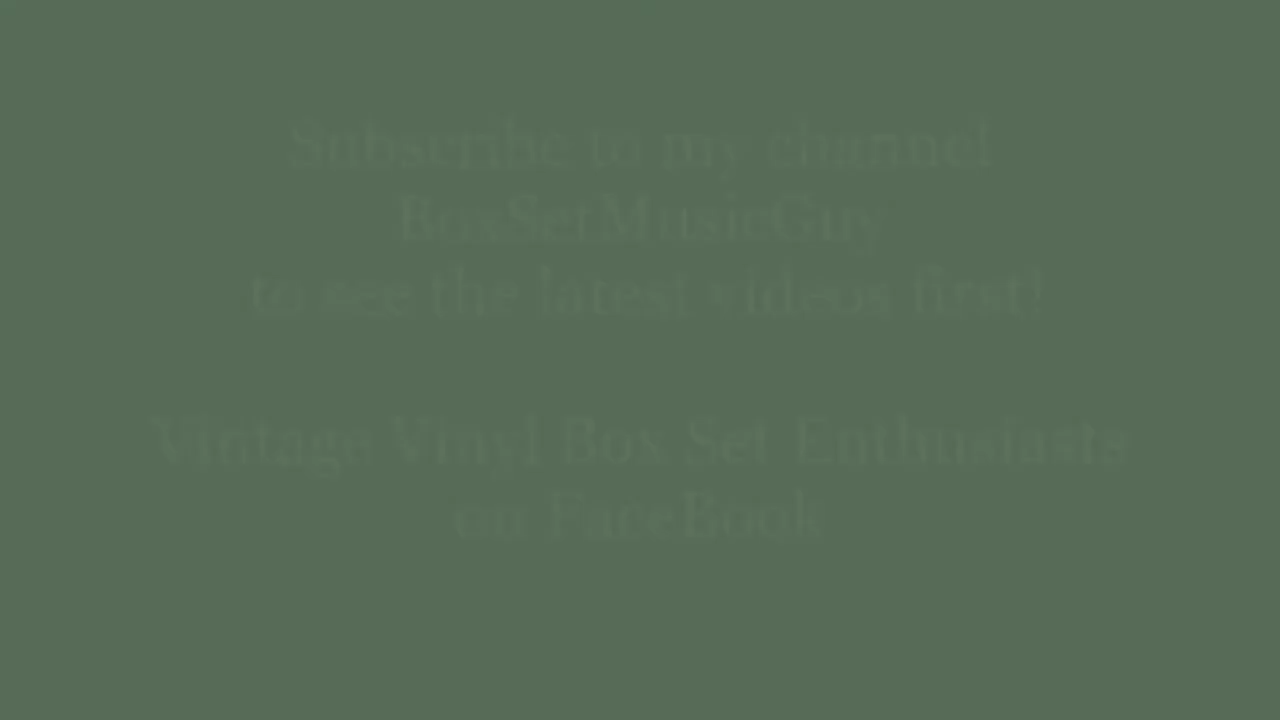 Subscribe to my channel
BoxSetMusicGuy
to see the latest videos first!
Vintage Vinyl Box Set Enthusiasts
on FaceBook